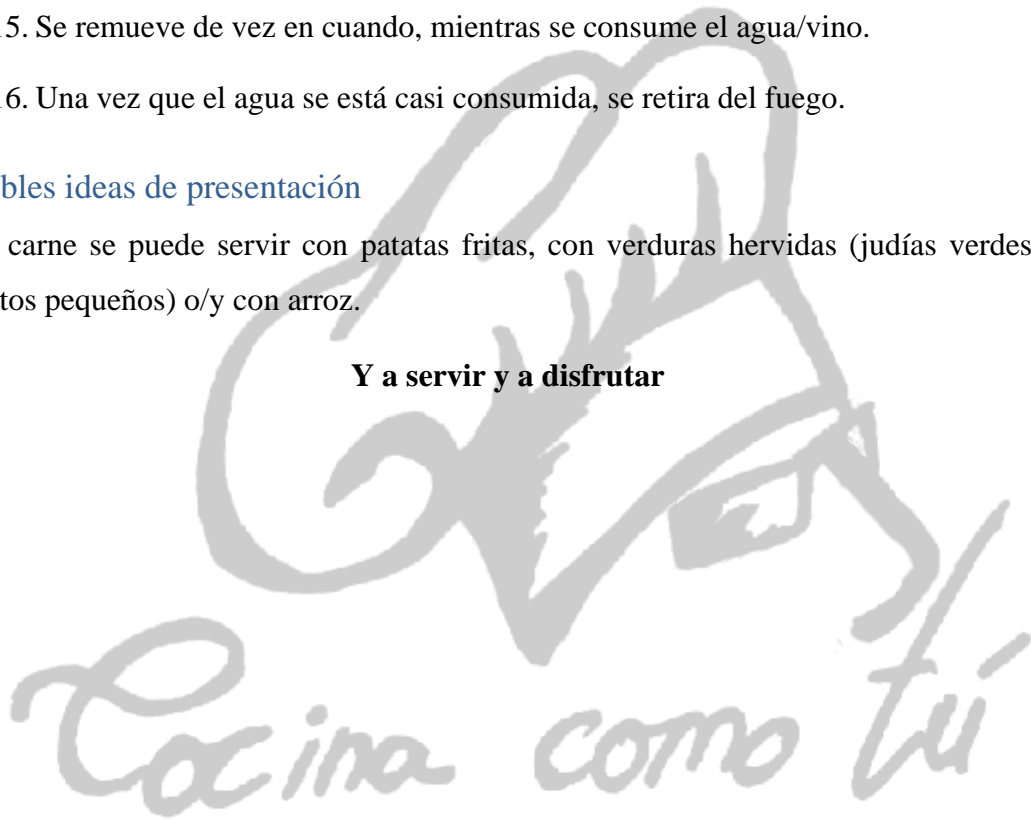 15. Se remueve de vez en cuando, mientras se consume el agua/vino.
16. Una vez que el agua se está casi consumida, se retira del fuego.
bles ideas de presentación
carne se puede servir con patatas fritas, con verduras hervidas (judías verdes
tos pequeños) o/y con arroz.
Y a servir y a disfrutar
Cocina como tú